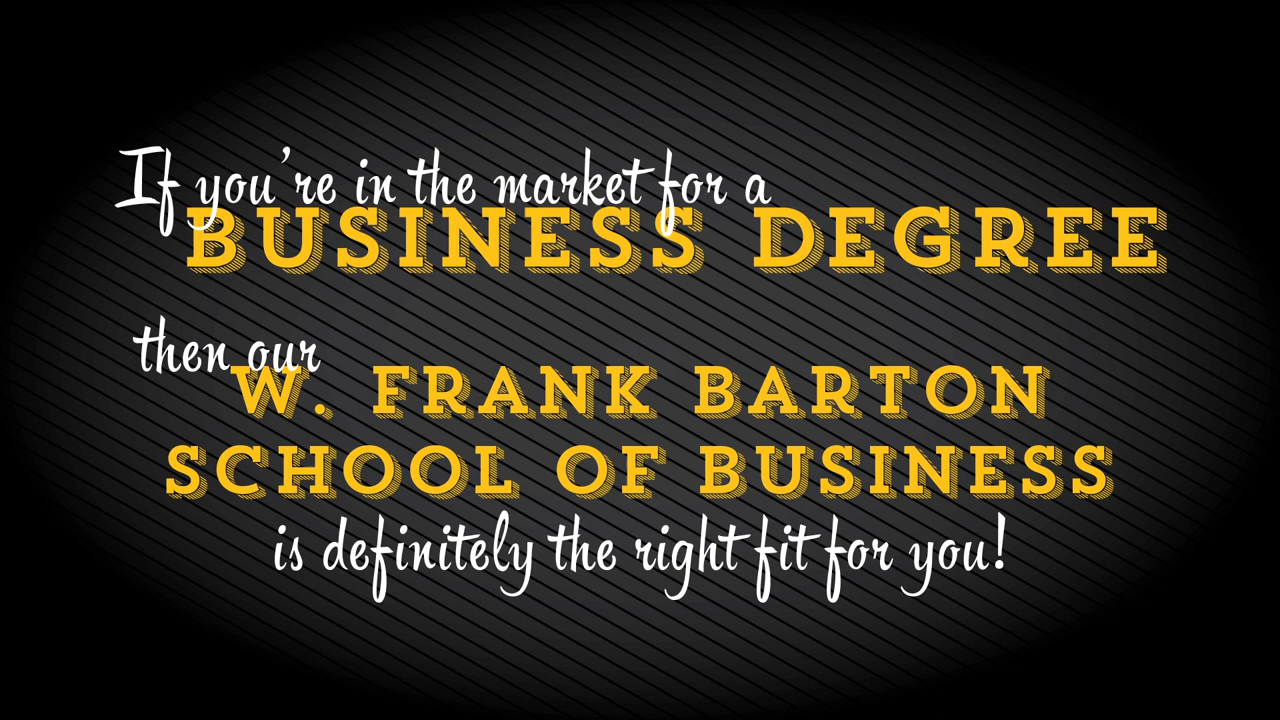 If you're in the market for a
BUSINESS DEGREE
then our
W. FRANK BARTON
SCHOOL OF BUSINESS
is definitely the right fit for you!